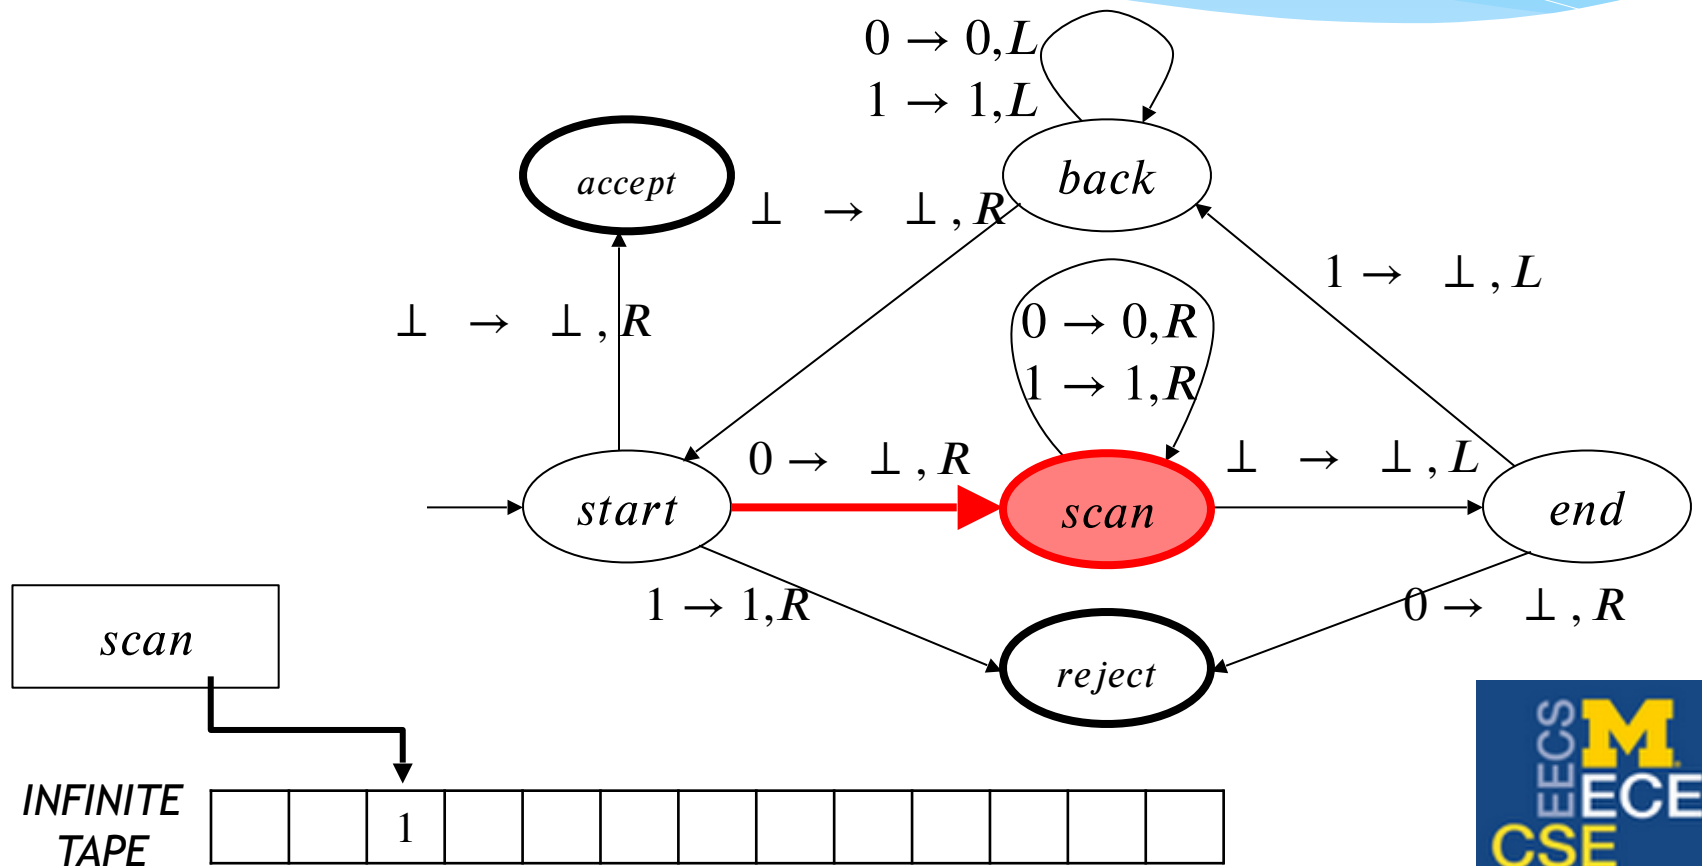 0 → 0,L
1 → 1,L
accept
back
⊥ → ⊥ , R
1 → ⊥ , L
⊥ → ⊥ , R
0 → 0,R
1 → 1,R
0 → ⊥ , R
⊥ → ⊥ , L
start
scan
end
1 → 1,R
0 → ⊥ , R
scan
reject
INFINITE
TAPE
1
EECS
M
ECE
CSE